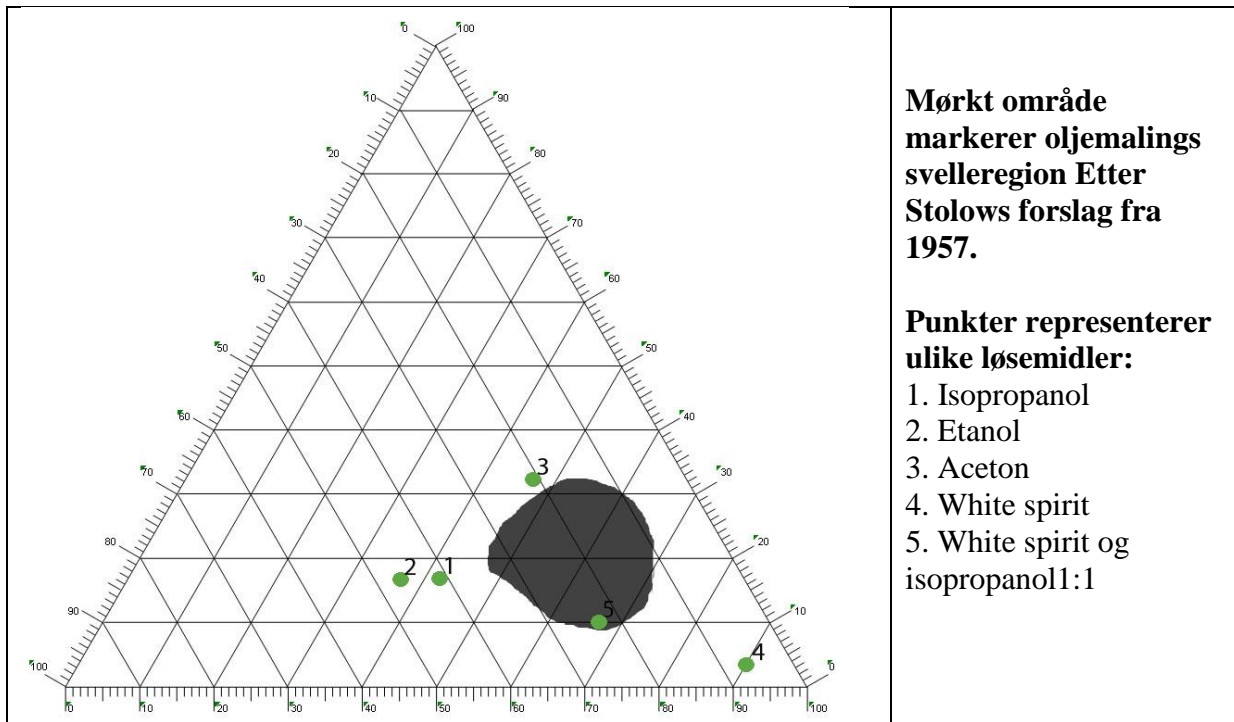 0 100
10 90
20 80
30 70
40 60
50 50
60 40
3
70 30
80 20
2 1
5
90 10
4
100 0
0 10 20 30 40 50 60 70 80 90 100
Mørkt område
markerer oljemalings
svelleregion Etter
Stolows forslag fra
1957.
Punkter representerer
ulike løsemidler:
1. Isopropanol
2. Etanol
3. Aceton
4. White spirit
5. White spirit og
isopropanol1:1